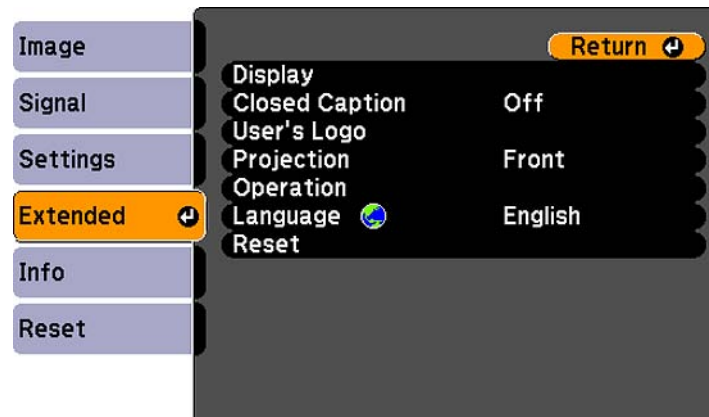 Image
Signal
Settings
Extended
Info
Reset
Return
Display
Closed Caption Off
User's Logo
Projection Front
Operation
Language English
Reset